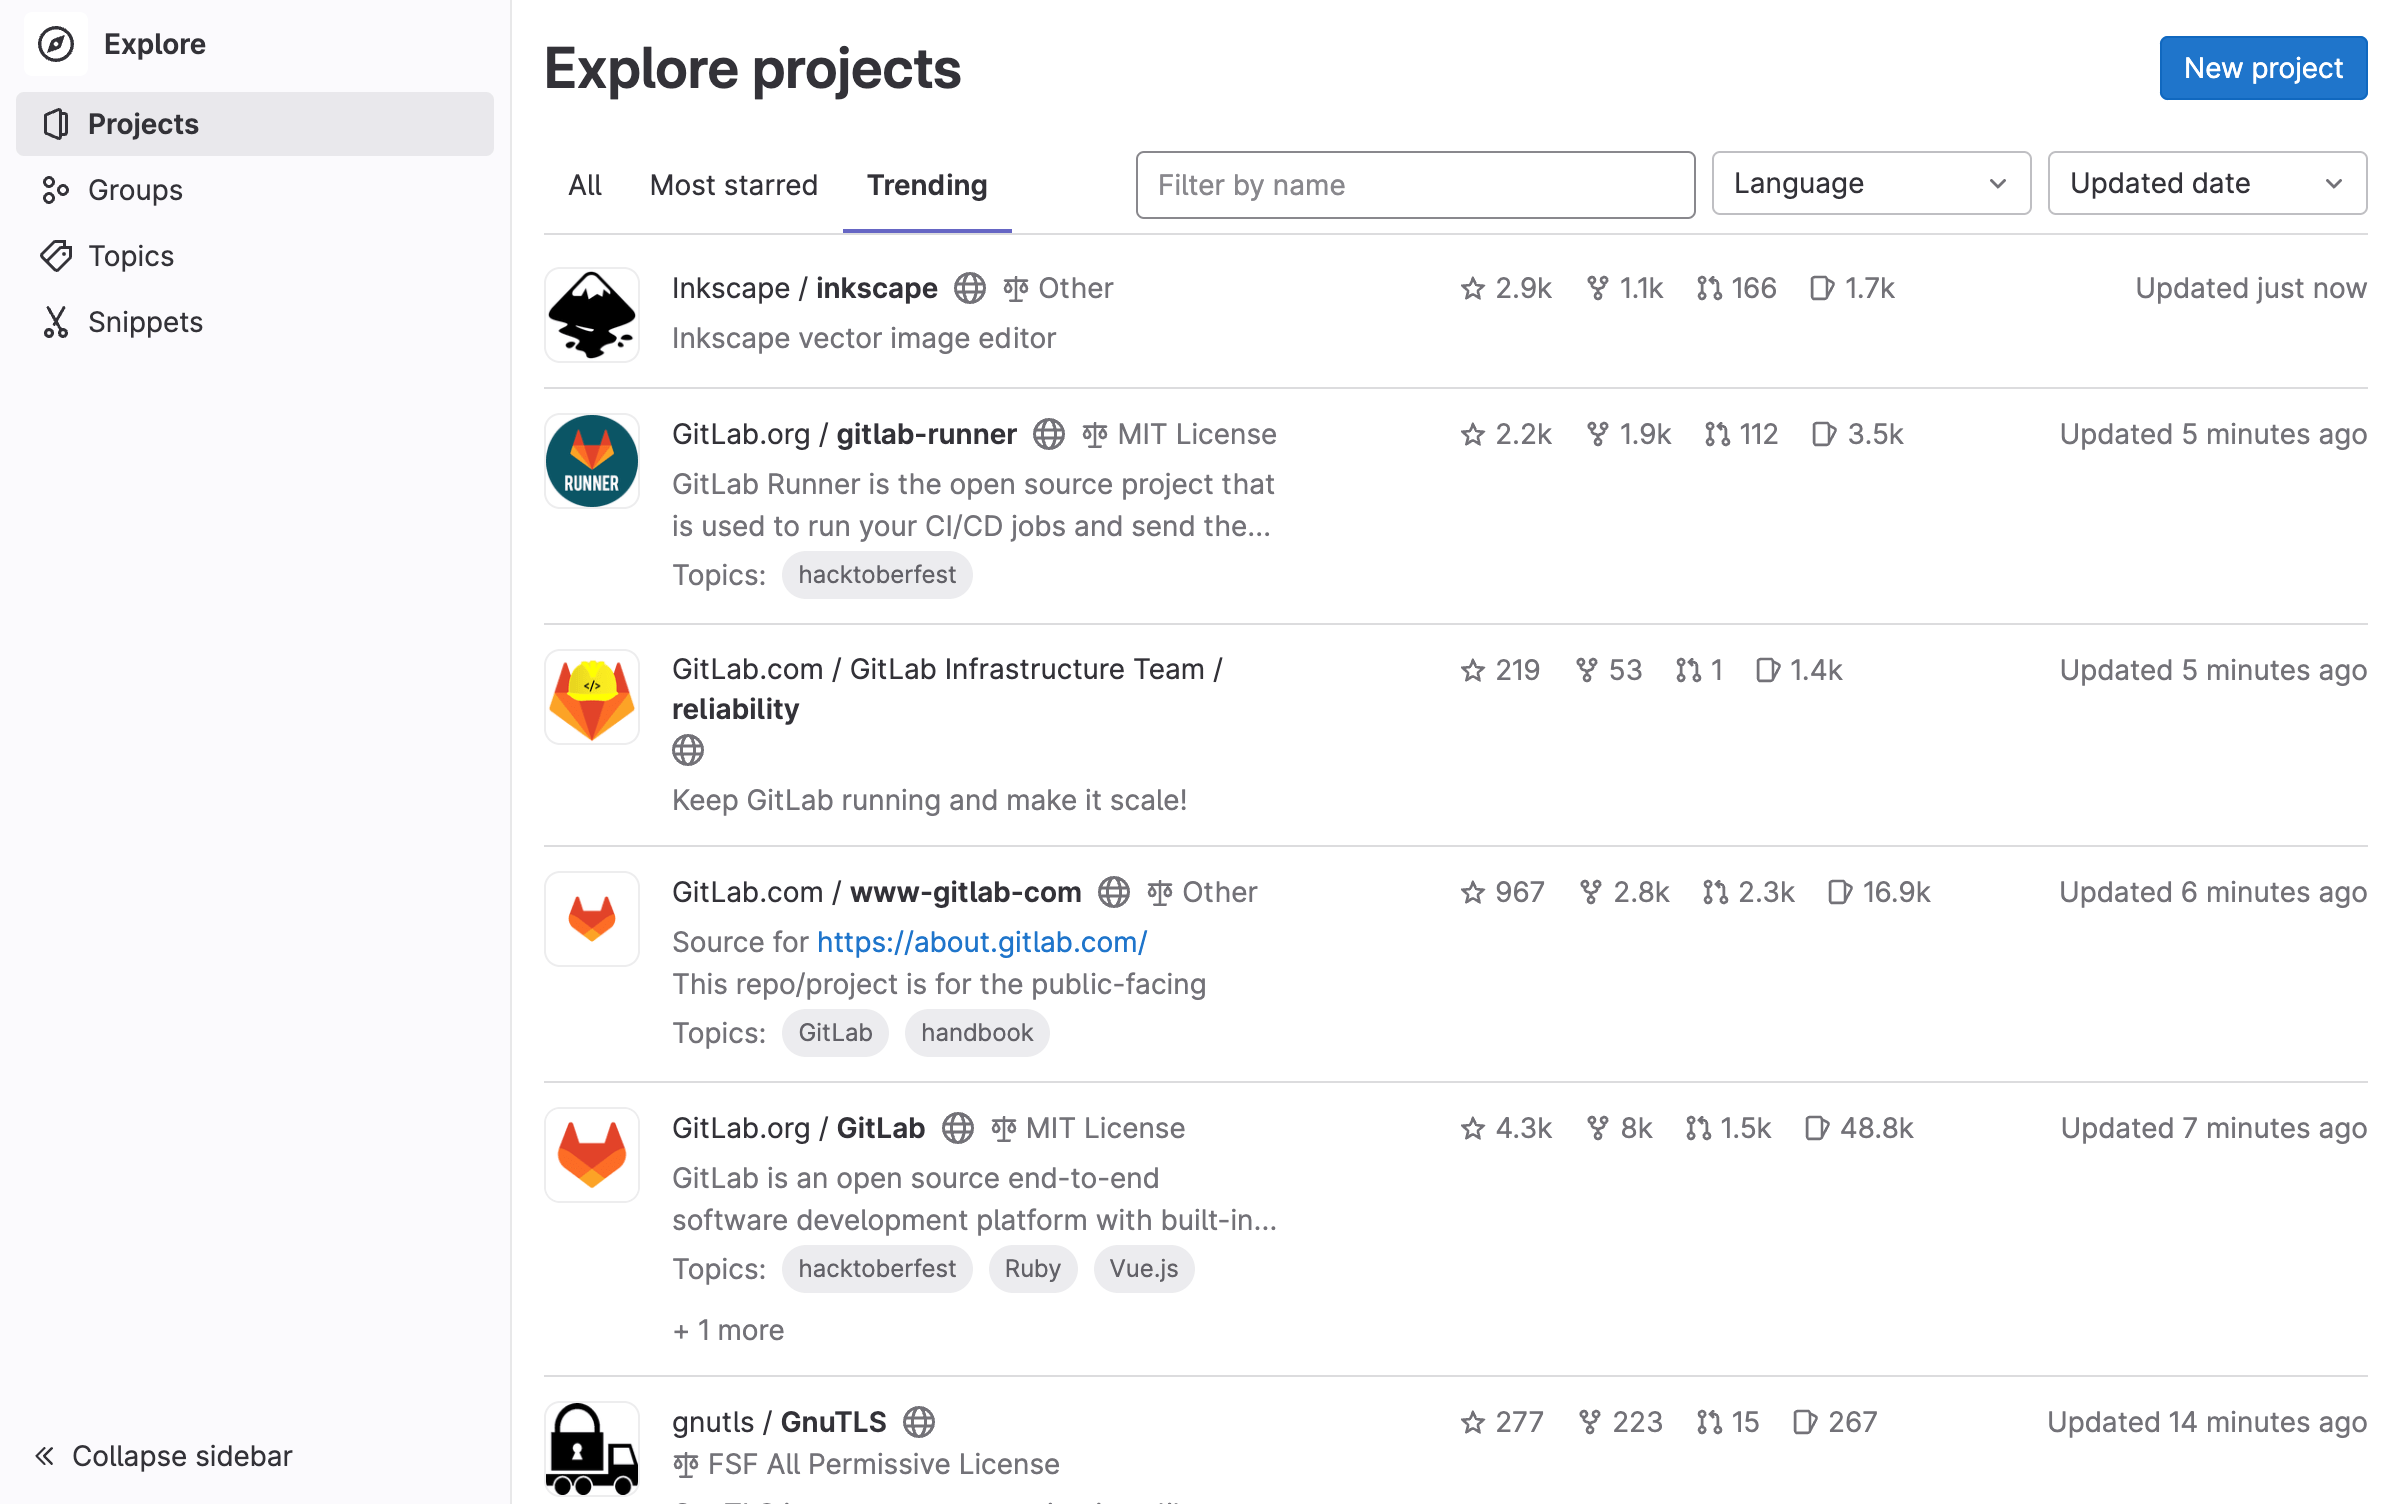 Explore
Projects
Groups
Topics
Snippets
Collapse sidebar
Explore projects
New project
All
Most starred
Trending
Filter by name
Language
Updated date
Inkscape / inkscape Other
2.9k 1.1k 166 1.7k
Updated just now
Inkscape vector image editor
GitLab.org / gitlab-runner MIT License
2.2k 1.9k 112 3.5k
Updated 5 minutes ago
GitLab Runner is the open source project that
is used to run your CI/CD jobs and send the...
Topics: hacktoberfest
RUNNER
GitLab.com / GitLab Infrastructure Team /
reliability
219 53 1 1.4k
Updated 5 minutes ago
</>
Keep GitLab running and make it scale!
GitLab.com / www-gitlab-com Other
967 2.8k 2.3k 16.9k
Updated 6 minutes ago
Source for https://about.gitlab.com/
This repo/project is for the public-facing
Topics: GitLab handbook
GitLab.org / GitLab MIT License
4.3k 8k 1.5k 48.8k
Updated 7 minutes ago
GitLab is an open source end-to-end
software development platform with built-in...
Topics: hacktoberfest Ruby Vue.js
+ 1 more
gnutls / GnuTLS
277 223 15 267
Updated 14 minutes ago
FSF All Permissive License